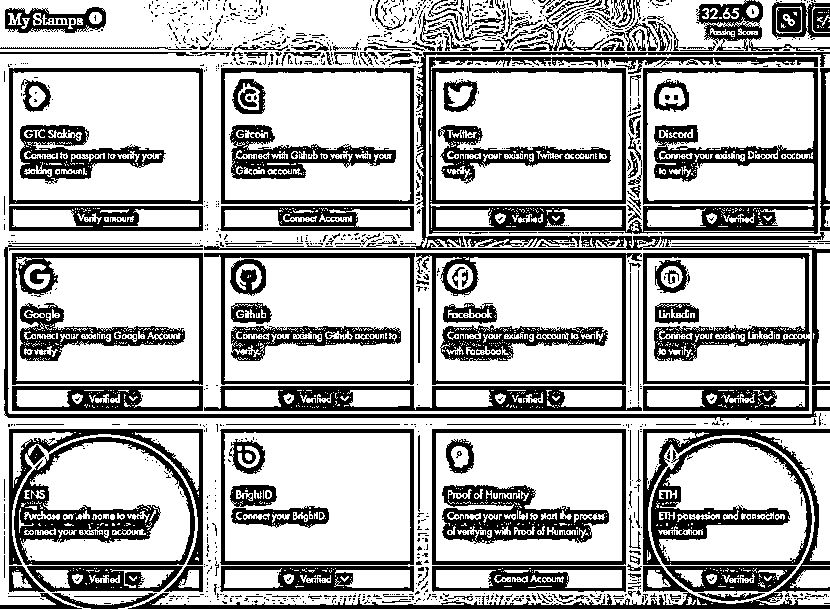 My Stamps
32.65
Passing Score
GTC Staking
Connect to passport to verify your
staking amount.
Verify amount
Gitcoin
Connect with Github to verify with your
Gitcoin account.
Connect Account
Twitter
Connect your existing Twitter account to
verify.
Verified
Discord
Connect your existing Discord account
to verify.
Verified
Google
Connect your existing Google Account
to verify
Verified
Github
Connect your existing Github account to
verify.
Verified
Facebook
Connect your existing account to verify
with Facebook.
Verified
Linkedin
Connect your existing Linkedin account
to verify.
Verified
ENS
Purchase an .eth name to verify/
connect your existing account.
Verified
BrightID
Connect your BrightID
Verified
Proof of Humanity
Connect your wallet to start the process
of verifying with Proof of Humanity.
Connect Account
ETH
ETH possession and transaction
verification
Verified